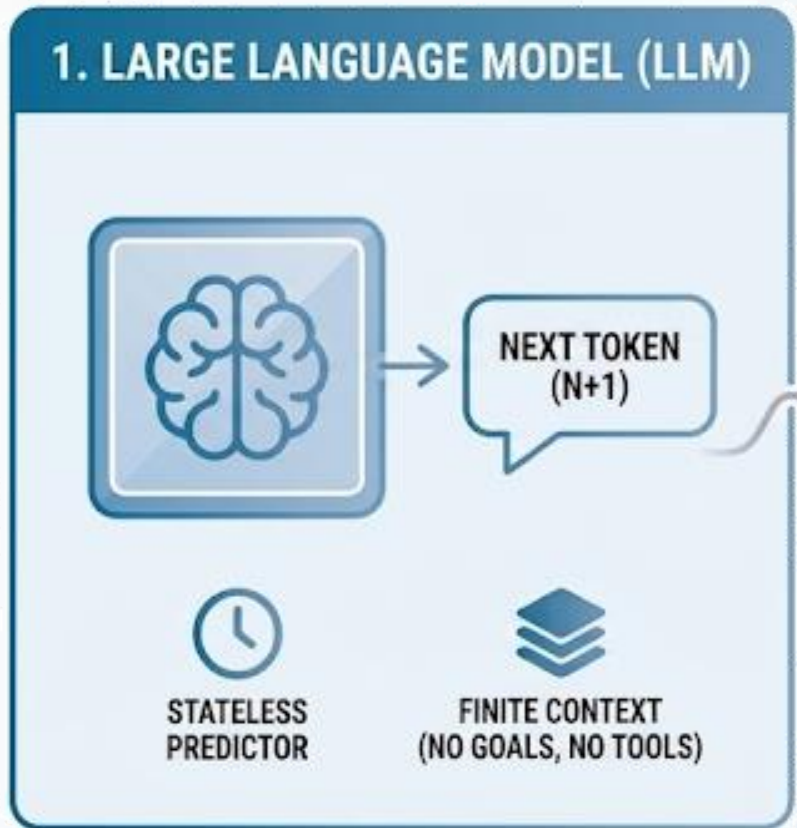 1. LARGE LANGUAGE MODEL (LLM)
NEXT TOKEN
(N+1)
STATELESS
PREDICTOR
FINITE CONTEXT
(NO GOALS, NO TOOLS)